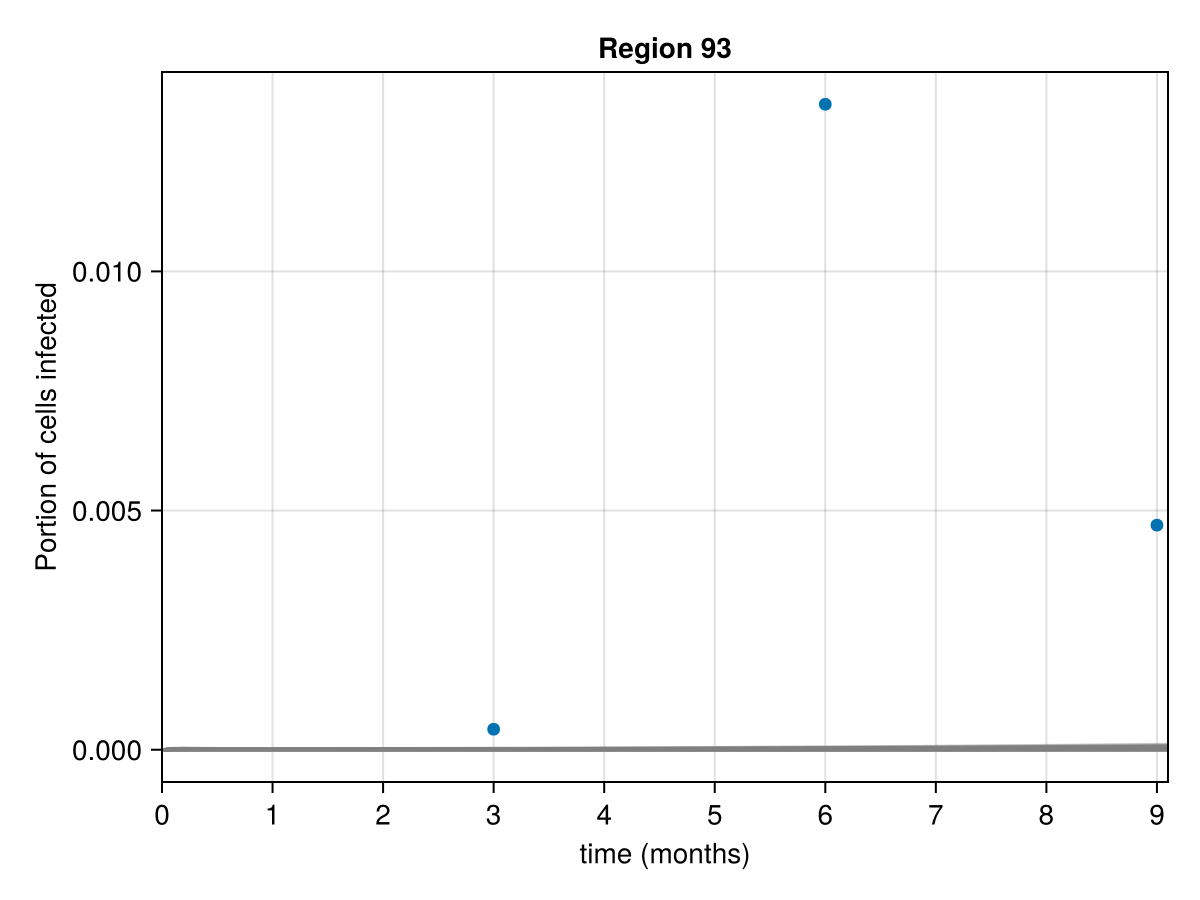 Region 93
Portion of cells infected
0.010
0.005
0.000
0 1 2 3 4 5 6 7 8 9
time (months)